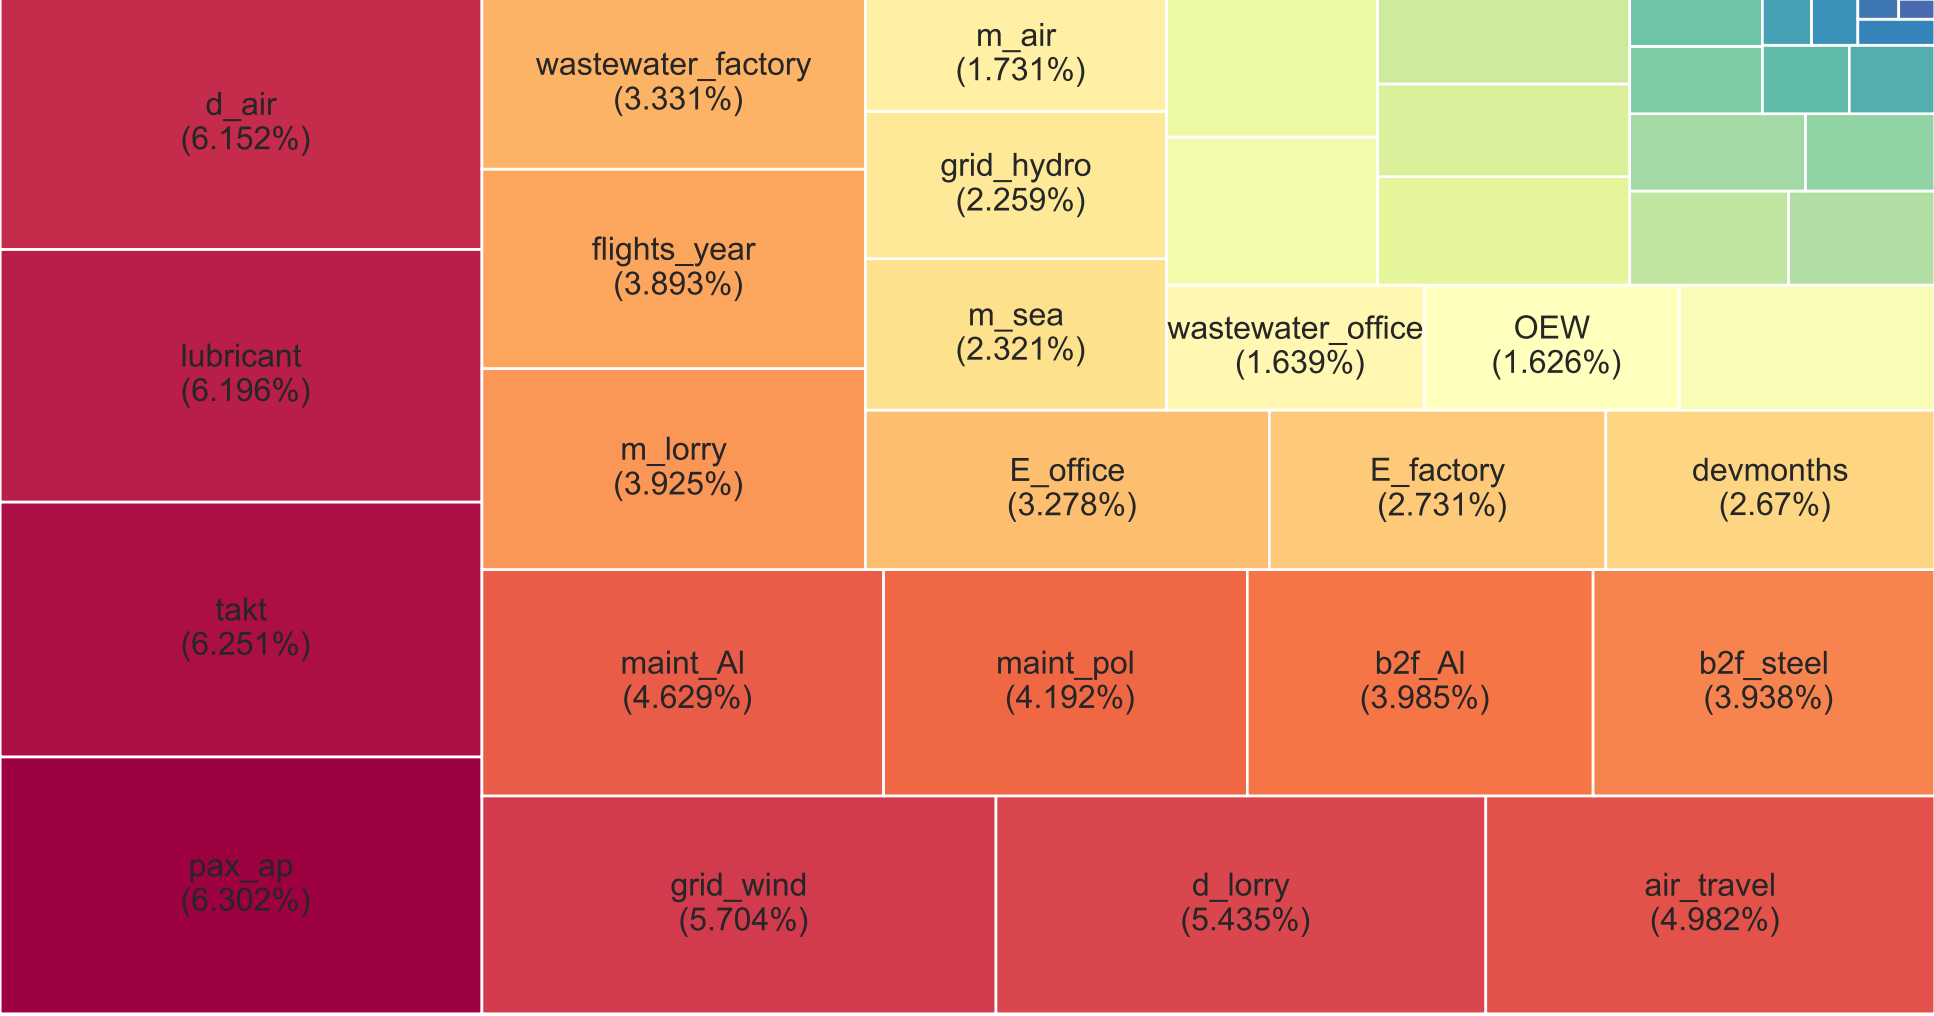 d_air
(6.152%)
lubricant
(6.196%)
takt
(6.251%)
pax_ap
(6.302%)
wastewater_factory
(3.331%)
flights_year
(3.893%)
m_lorry
(3.925%)
m_air
(1.731%)
grid_hydro
(2.259%)
m_sea
(2.321%)
wastewater_office
(1.639%)
OEW
(1.626%)
E_office
(3.278%)
E_factory
(2.731%)
devmonths
(2.67%)
maint_Al
(4.629%)
maint_pol
(4.192%)
b2f_Al
(3.985%)
b2f_steel
(3.938%)
grid_wind
(5.704%)
d_lorry
(5.435%)
air_travel
(4.982%)